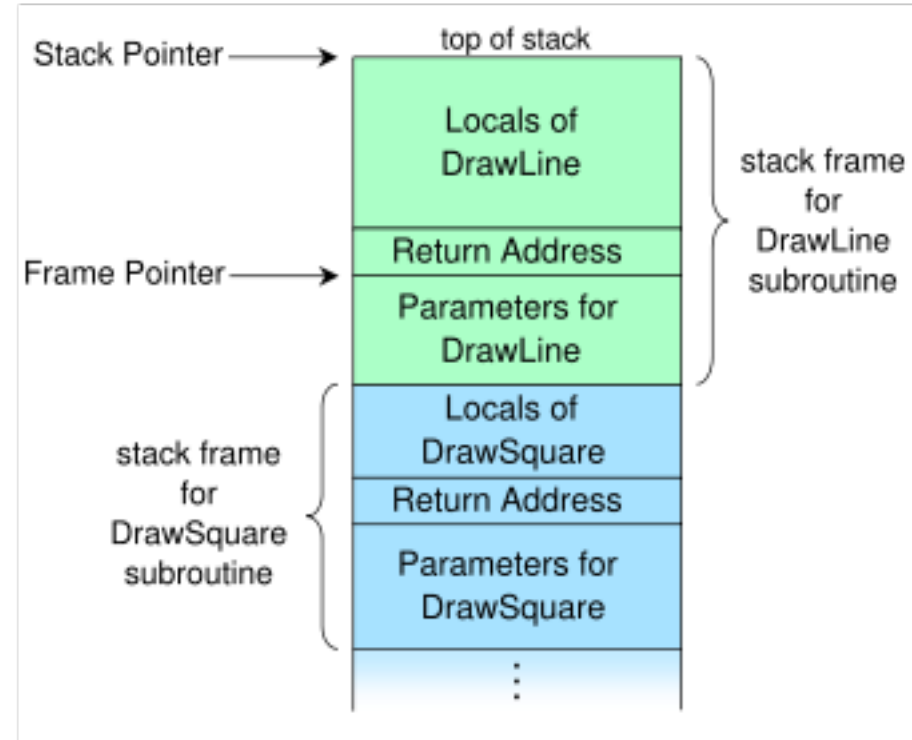 top of stack
Stack Pointer
Locals of
DrawLine
stack frame
for
DrawLine
subroutine
Return Address
Frame Pointer
Parameters for
DrawLine
Locals of
DrawSquare
stack frame
for
DrawSquare
subroutine
Return Address
Parameters for
DrawSquare